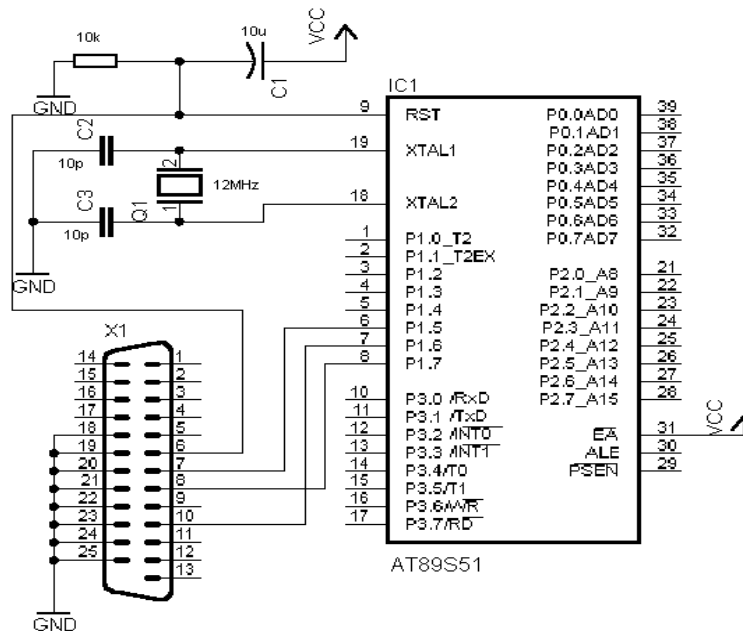 10k
10u
VCC
C1
GND
IC1
9
RST
19
XTAL1
18
XTAL2
C2
10p
C3
10p
2
1
Q1
12MHz
GND
1
P1.0_T2
2
P1.1_T2EX
3
P1.2
4
P1.3
5
P1.4
6
P1.5
7
P1.6
8
P1.7
10
P3.0 /RxD
11
P3.1 /TxD
12
P3.2 /INT0
13
P3.3 /INT1
14
P3.4/T0
15
P3.5/T1
16
P3.6/WR
17
P3.7/RD
P0.0AD0
39
P0.1AD1
38
P0.2AD2
37
P0.3AD3
36
P0.4AD4
35
P0.5AD5
34
P0.6AD6
33
P0.7AD7
32
P2.0_A8
21
P2.1_A9
22
P2.2_A10
23
P2.3_A11
24
P2.4_A12
25
P2.5_A13
26
P2.6_A14
27
P2.7_A15
28
EA
31
VCC
ALE
30
PSEN
29
AT89S51
X1
14
1
15
2
16
3
17
4
18
5
19
6
20
7
21
8
22
9
23
10
24
11
25
12
13
GND